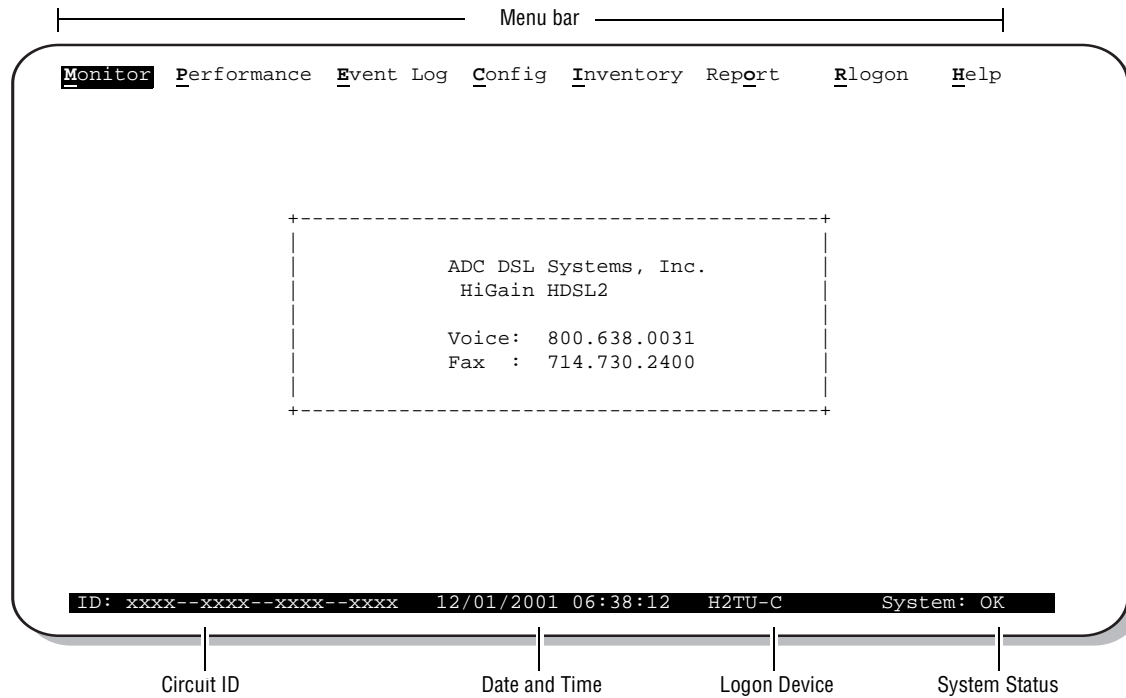 Menu bar
Monitor Performance Event Log Config Inventory Report Rlogon Help
+------------------------------------------+
ADC DSL Systems, Inc.
HiGain HDSL2
Voice: 800.638.0031
Fax : 714.730.2400
+------------------------------------------+
ID: xxxx--xxxx--xxxx--xxxx 12/01/2001 06:38:12 H2TU-C System: OK
Circuit ID Date and Time Logon Device System Status